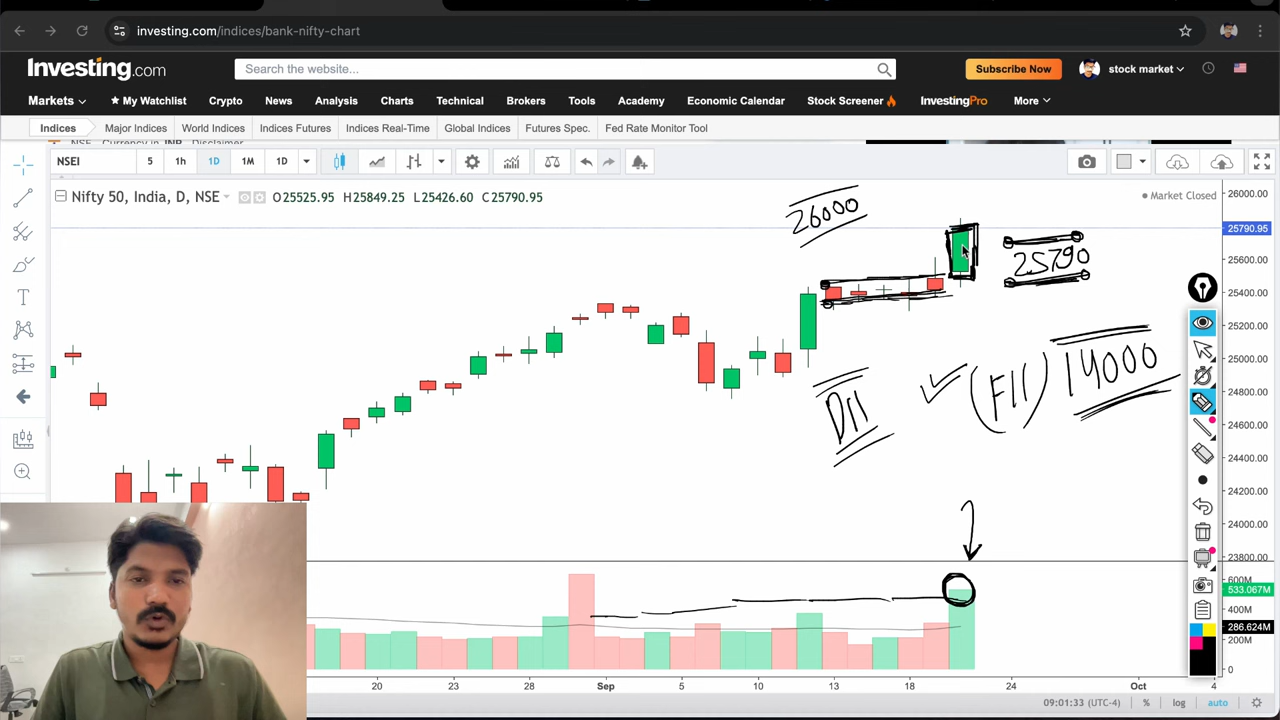 investing.com/indices/bank-nifty-chart
Investing.com
Search the website...
Subscribe Now
stock market
Markets
My Watchlist
Crypto
News
Analysis
Charts
Technical
Brokers
Tools
Academy
Economic Calendar
Stock Screener
InvestingPro
More
Indices
Major Indices
World Indices
Indices Futures
Indices Real-Time
Global Indices
Futures Spec.
Fed Rate Monitor Tool
NSEI
5
1h
1D
1M
1D
Nifty 50, India, D, NSE
O25525.95 H25849.25 L25426.60 C25790.95
Market Closed
26000
25790
DII
(FII)
14000
26000.00
25790.95
25600.00
25400.00
25200.00
25000.00
24800.00
24600.00
24400.00
24200.00
24000.00
23800.00
600M
533.067M
400M
286.624M
200M
0
20
23
28
Sep
5
10
13
18
24
Oct
4
09:01:33 (UTC-4)
%
log
auto